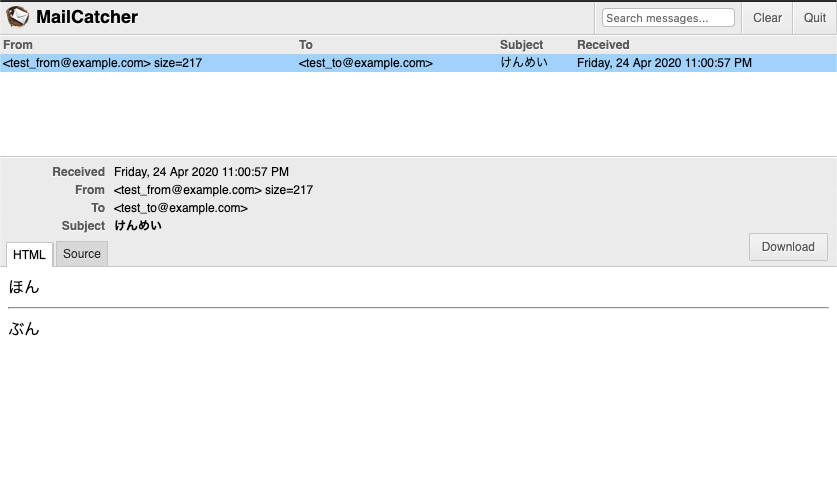 MailCatcher Search messages... Clear Quit
From To Subject Received
<test_from@example.com> size=217 <test_to@example.com> けんめい Friday, 24 Apr 2020 11:00:57 PM
Received Friday, 24 Apr 2020 11:00:57 PM
From <test_from@example.com> size=217
To <test_to@example.com>
Subject けんめい
HTML Source Download
ほん
ぶん